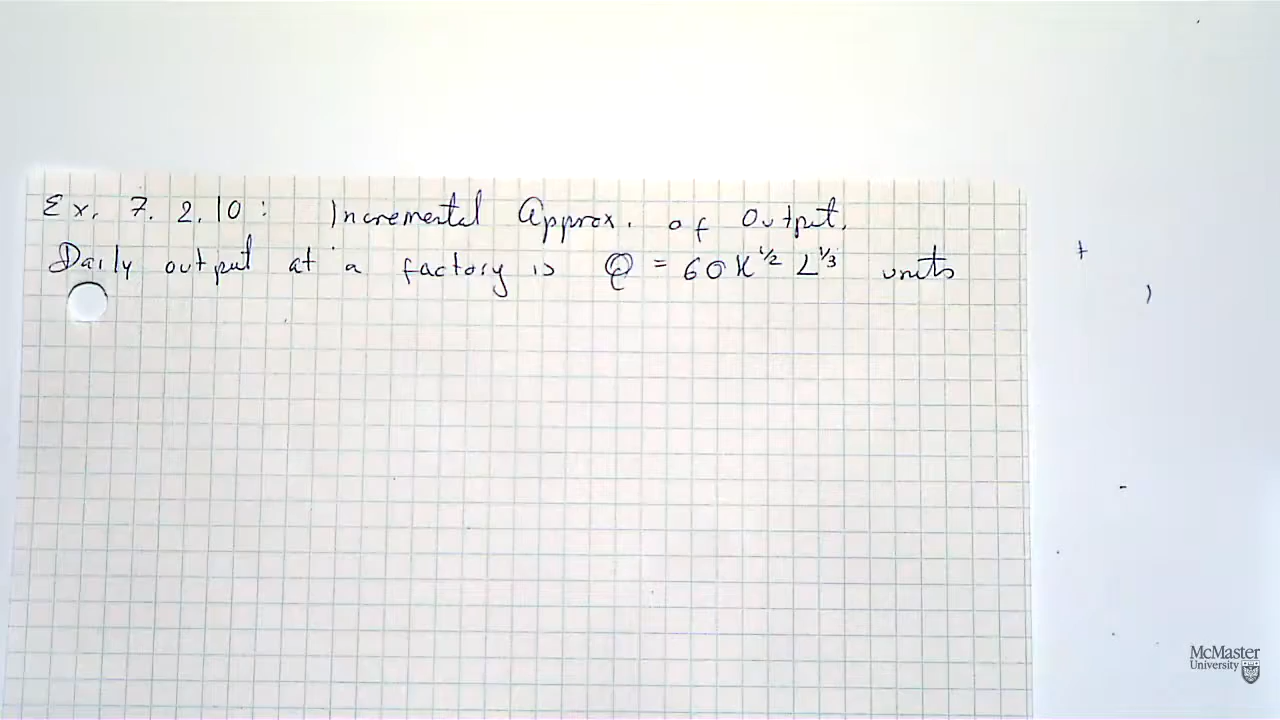 Ex. 7.2.10: Incremental Approx. of Output.
Daily output at a factory is Q = 60 K^{1/2} L^{1/3} units
McMaster
University